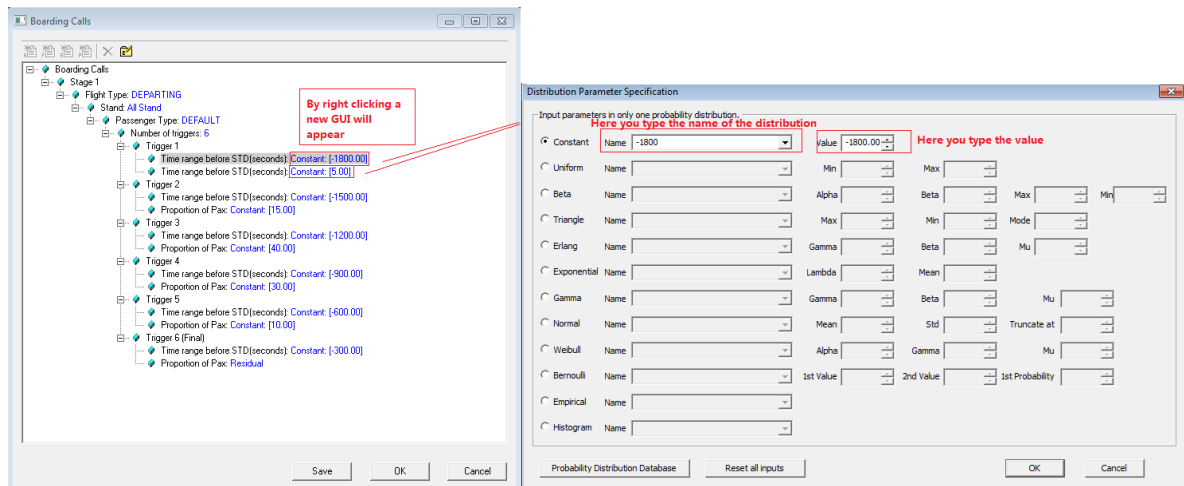 Boarding Calls
Boarding Calls
Stage 1
Flight Type: DEPARTING
Stand: All Stand
Passenger Type: DEFAULT
Number of triggers: 6
Trigger 1
Time range before STD(seconds): Constant: [-1800.00]
Time range before STD(seconds): Constant: [5.00]
Trigger 2
Time range before STD(seconds): Constant: [-1500.00]
Proportion of Pax: Constant: [15.00]
Trigger 3
Time range before STD(seconds): Constant: [-1200.00]
Proportion of Pax: Constant: [40.00]
Trigger 4
Time range before STD(seconds): Constant: [-900.00]
Proportion of Pax: Constant: [30.00]
Trigger 5
Time range before STD(seconds): Constant: [-600.00]
Proportion of Pax: Constant: [10.00]
Trigger 6 (Final)
Time range before STD(seconds): Constant: [-300.00]
Proportion of Pax: Residual
By right clicking a
new GUI will
appear
Save OK Cancel
Distribution Parameter Specification
Input parameters in only one probability distribution.
Here you type the name of the distribution
Constant Name -1800 Value -1800.00 Here you type the value
Uniform Name Min Max
Beta Name Alpha Beta Max Min
Triangle Name Max Min Mode
Erlang Name Gamma Beta Mu
Exponential Name Lambda Mean
Gamma Name Gamma Beta Mu
Normal Name Mean Std Truncate at
Weibull Name Alpha Gamma Mu
Bernoulli Name 1st Value 2nd Value 1st Probability
Empirical Name
Histogram Name
Probability Distribution Database Reset all inputs OK Cancel